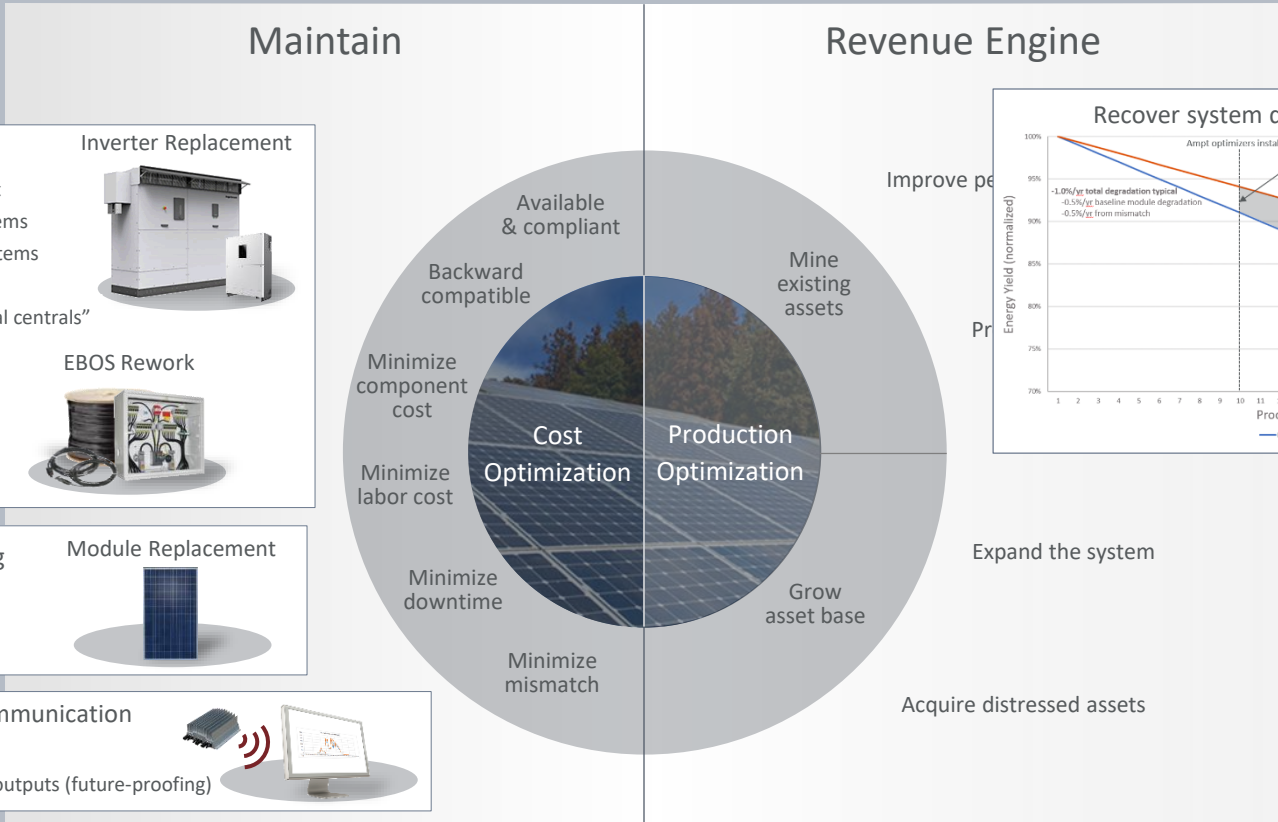 Maintain
Inverter Replacement
ems
tems
al centrals”
EBOS Rework
g
Module Replacement
mmunication
outputs (future-proofing)
Available
& compliant
Backward
compatible
Minimize
component
cost
Minimize
labor cost
Minimize
downtime
Minimize
mismatch
Cost
Optimization
Production
Optimization
Revenue Engine
Mine
existing
assets
Grow
asset base
Improve pe
Pr
Expand the system
Acquire distressed assets
Recover system d
Ampt optimizers instal
-1.0%/yr total degradation typical
-0.5%/yr baseline module degradation
-0.5%/yr from mismatch
Energy Yield (normalized)
100%
95%
90%
85%
80%
75%
70%
1 2 3 4 5 6 7 8 9 10 11 1
Prod